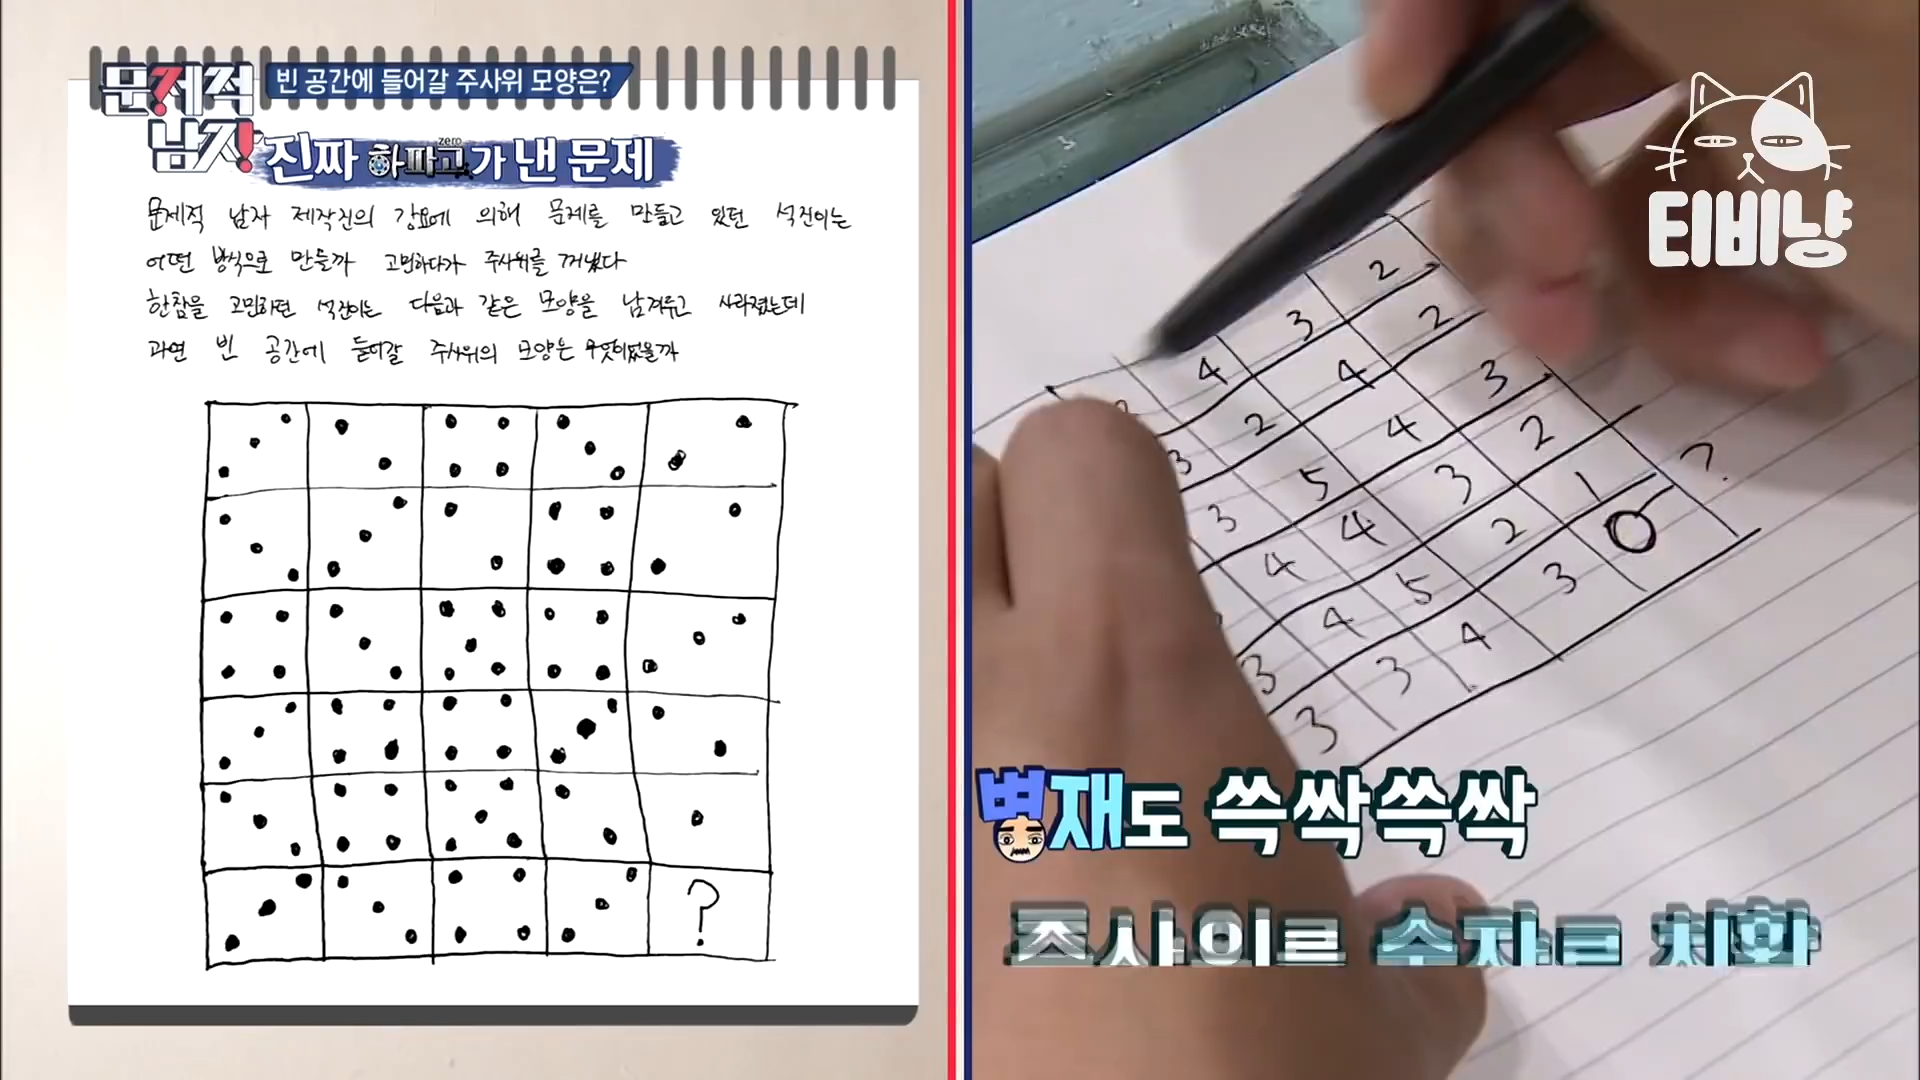 문제적
남자!
빈 공간에 들어갈 주사위 모양은?
zero
진짜 하파고가 낸 문제
문제적 남자 제작진의 강요에 의해 문제를 만들고 있던 석진이는
어떤 방식으로 만들까 고민하다가 주사위를 꺼냈다
한참을 고민하던 석진이는 다음과 같은 모양을 남겨두고 사라졌는데
과연 빈 공간에 들어갈 주사위의 모양은 무엇이었을까
?
티비냥
4 3 2
3 2 4 2
3 5 4 3
4 4 3 2
3 4 5 2 1
3 3 4 3 0
?
병재도 쓱싹쓱싹
주사위를 숫자로 치환